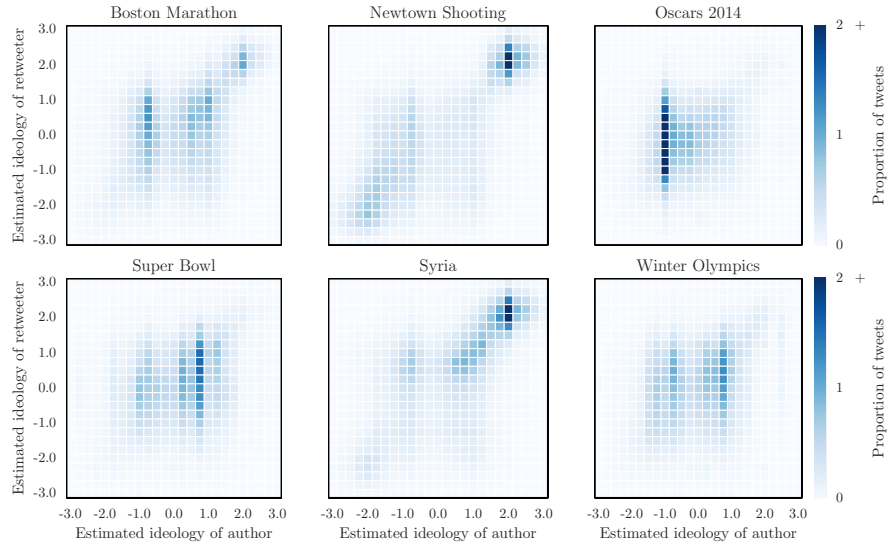 Boston Marathon
Newtown Shooting
Oscars 2014
Estimated ideology of retweeter
3.0
2.0
1.0
0.0
-1.0
-2.0
-3.0
2 +
1
0
Proportion of tweets
Super Bowl
Syria
Winter Olympics
Estimated ideology of retweeter
3.0
2.0
1.0
0.0
-1.0
-2.0
-3.0
2 +
1
0
Proportion of tweets
-3.0 -2.0 -1.0 0.0 1.0 2.0 3.0
-3.0 -2.0 -1.0 0.0 1.0 2.0 3.0
-3.0 -2.0 -1.0 0.0 1.0 2.0 3.0
Estimated ideology of author
Estimated ideology of author
Estimated ideology of author